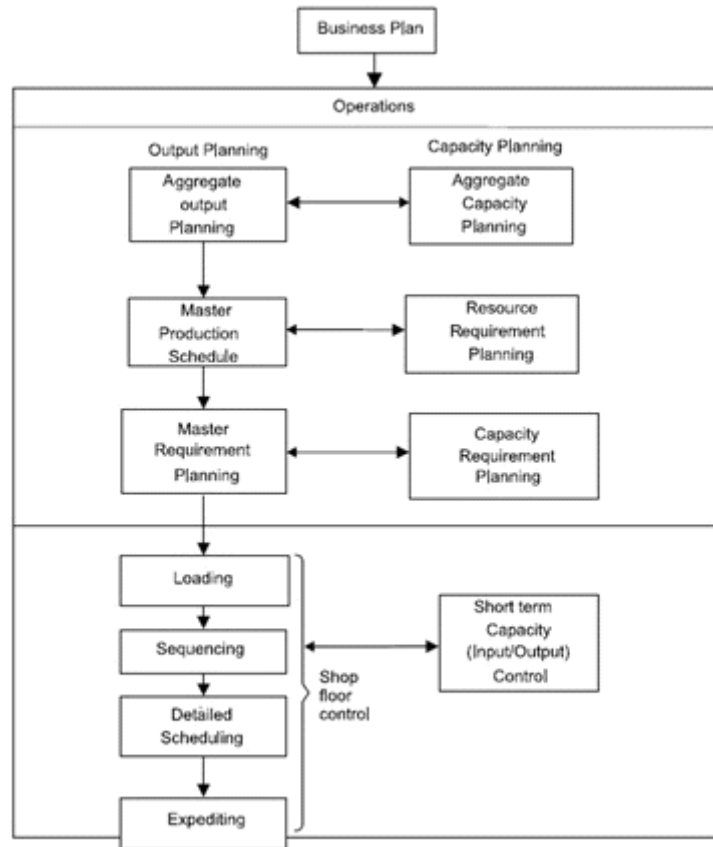 Business Plan
Operations
Output Planning
Capacity Planning
Aggregate
output
Planning
Aggregate
Capacity
Planning
Master
Production
Schedule
Resource
Requirement
Planning
Master
Requirement
Planning
Capacity
Requirement
Planning
Loading
Sequencing
Detailed
Scheduling
Expediting
Shop
floor
control
Short term
Capacity
(Input/Output)
Control